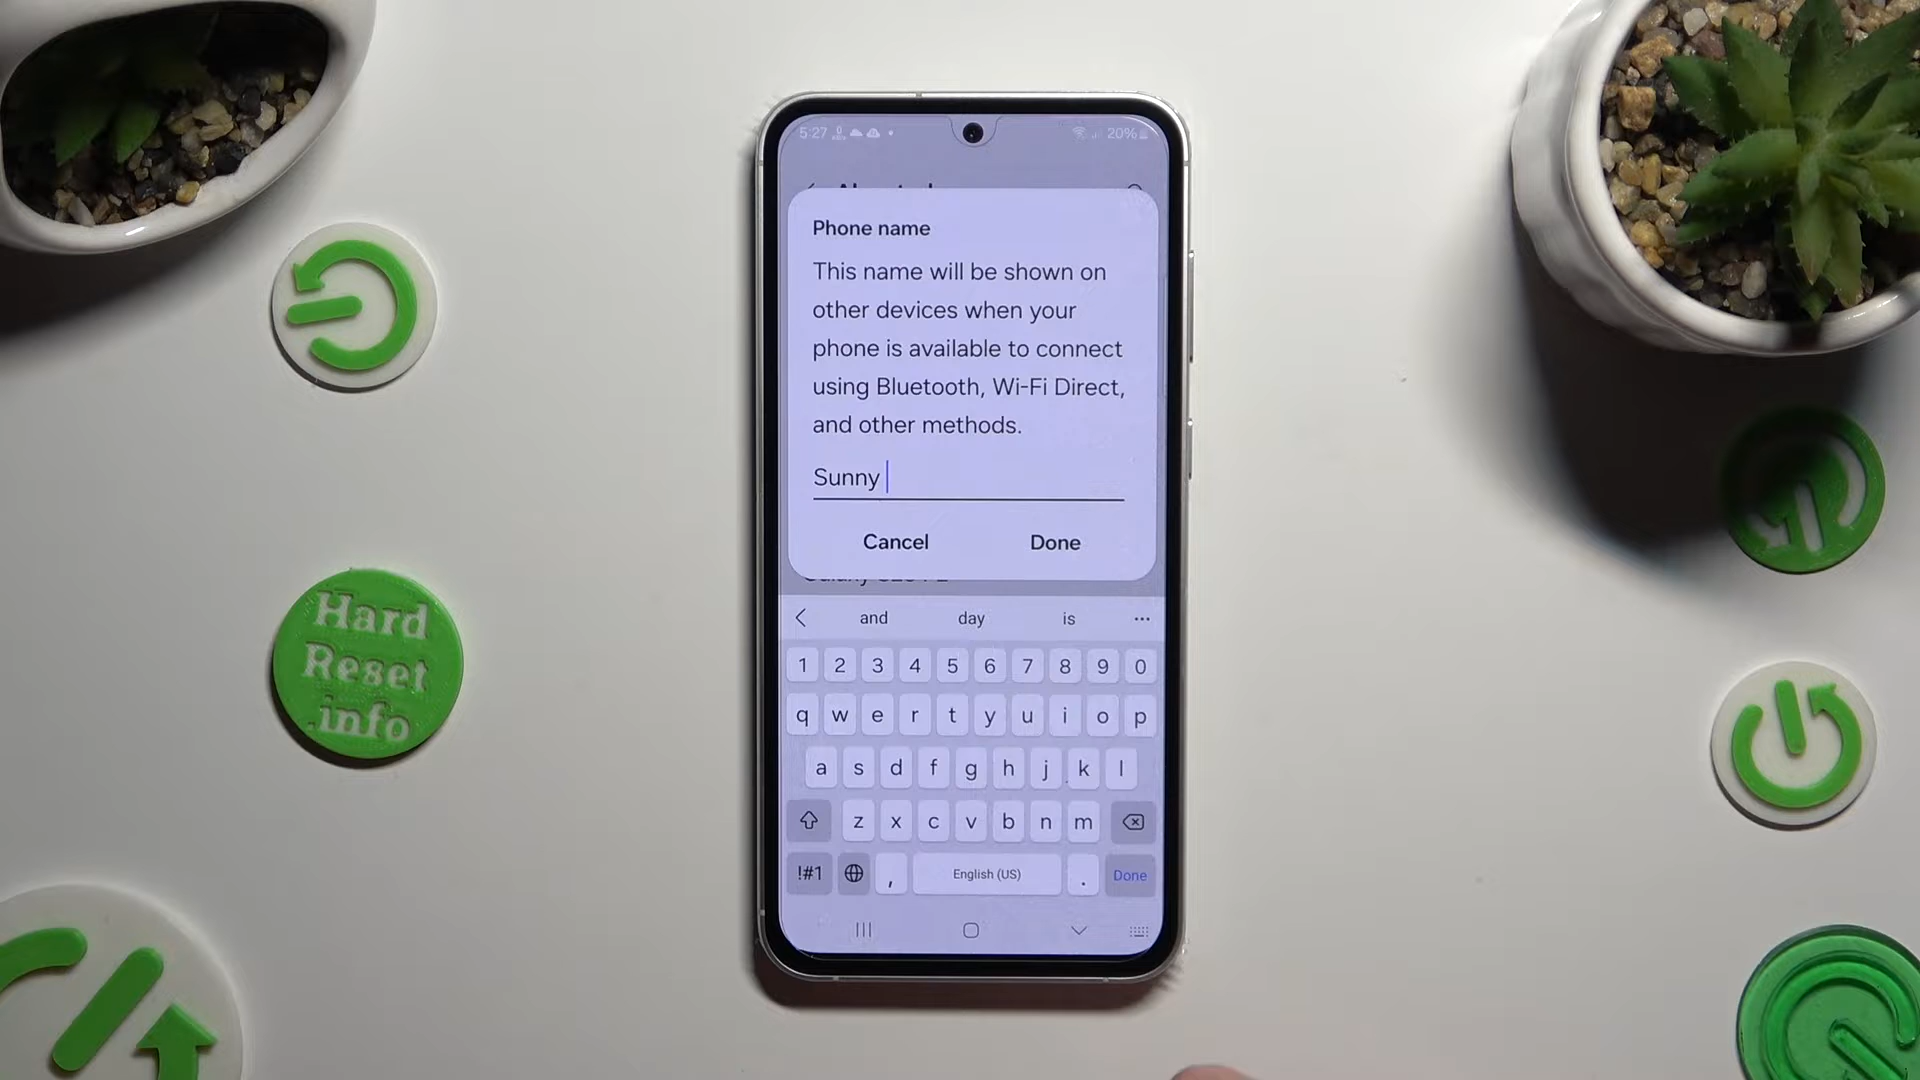 5:27
20%
Phone name
This name will be shown on
other devices when your
phone is available to connect
using Bluetooth, Wi-Fi Direct,
and other methods.
Sunny
Cancel Done
and day is
1 2 3 4 5 6 7 8 9 0
q w e r t y u i o p
a s d f g h j k l
z x c v b n m
!#1 , English (US) . Done
Hard
Reset
.info